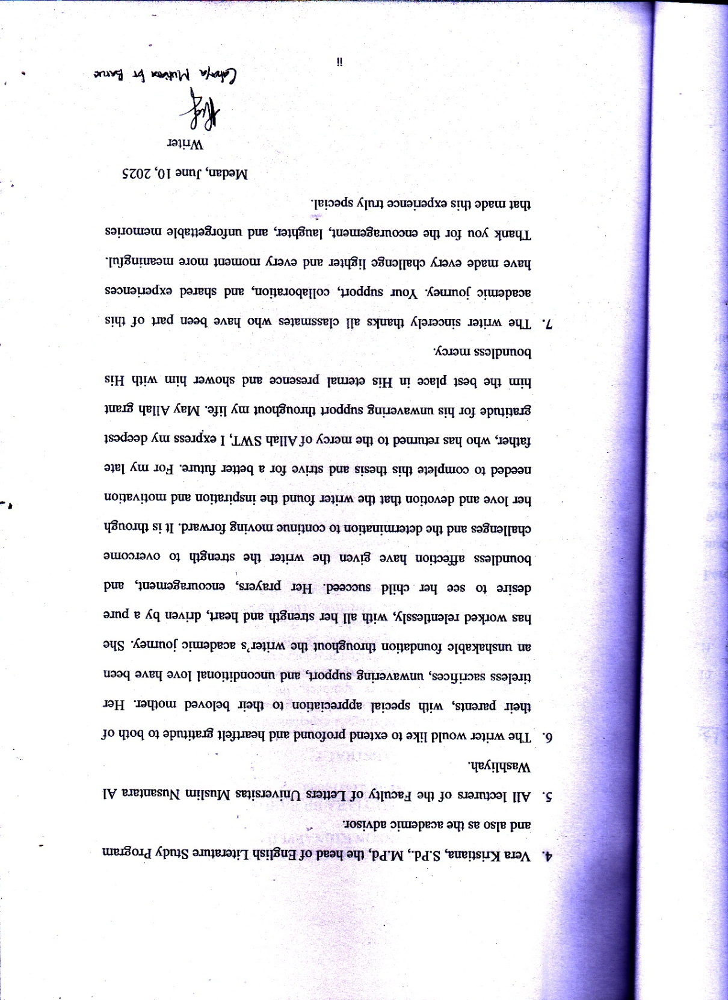 4. Vera Kristiana, S.Pd., M.Pd, the head of English Literature Study Program
and also as the academic advisor.
5. All lecturers of the Faculty of Letters Universitas Muslim Nusantara Al
Washliyah.
6. The writer would like to extend profound and heartfelt gratitude to both of
their parents, with special appreciation to their beloved mother. Her
tireless sacrifices, unwavering support, and unconditional love have been
an unshakable foundation throughout the writer’s academic journey. She
has worked relentlessly, with all her strength and heart, driven by a pure
desire to see her child succeed. Her prayers, encouragement, and
boundless affection have given the writer the strength to overcome
challenges and the determination to continue moving forward. It is through
her love and devotion that the writer found the inspiration and motivation
needed to complete this thesis and strive for a better future. For my late
father, who has returned to the mercy of Allah SWT, I express my deepest
gratitude for his unwavering support throughout my life. May Allah grant
him the best place in His eternal presence and shower him with His
boundless mercy.
7. The writer sincerely thanks all classmates who have been part of this
academic journey. Your support, collaboration, and shared experiences
have made every challenge lighter and every moment more meaningful.
Thank you for the encouragement, laughter, and unforgettable memories
that made this experience truly special.
Medan, June 10, 2025
Writer
Cahaya Mutiara br Barus
ii